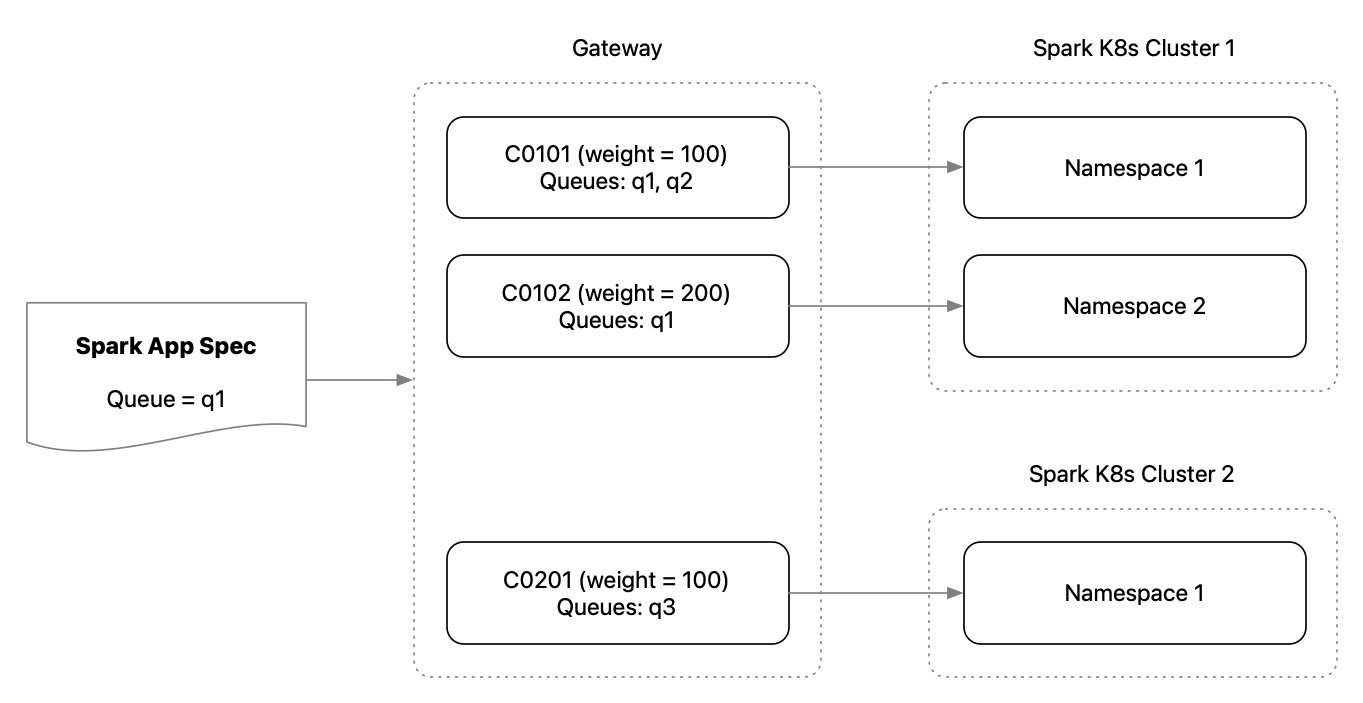 Gateway
Spark K8s Cluster 1
C0101 (weight = 100)
Queues: q1, q2
Namespace 1
C0102 (weight = 200)
Queues: q1
Namespace 2
Spark App Spec
Queue = q1
Spark K8s Cluster 2
C0201 (weight = 100)
Queues: q3
Namespace 1